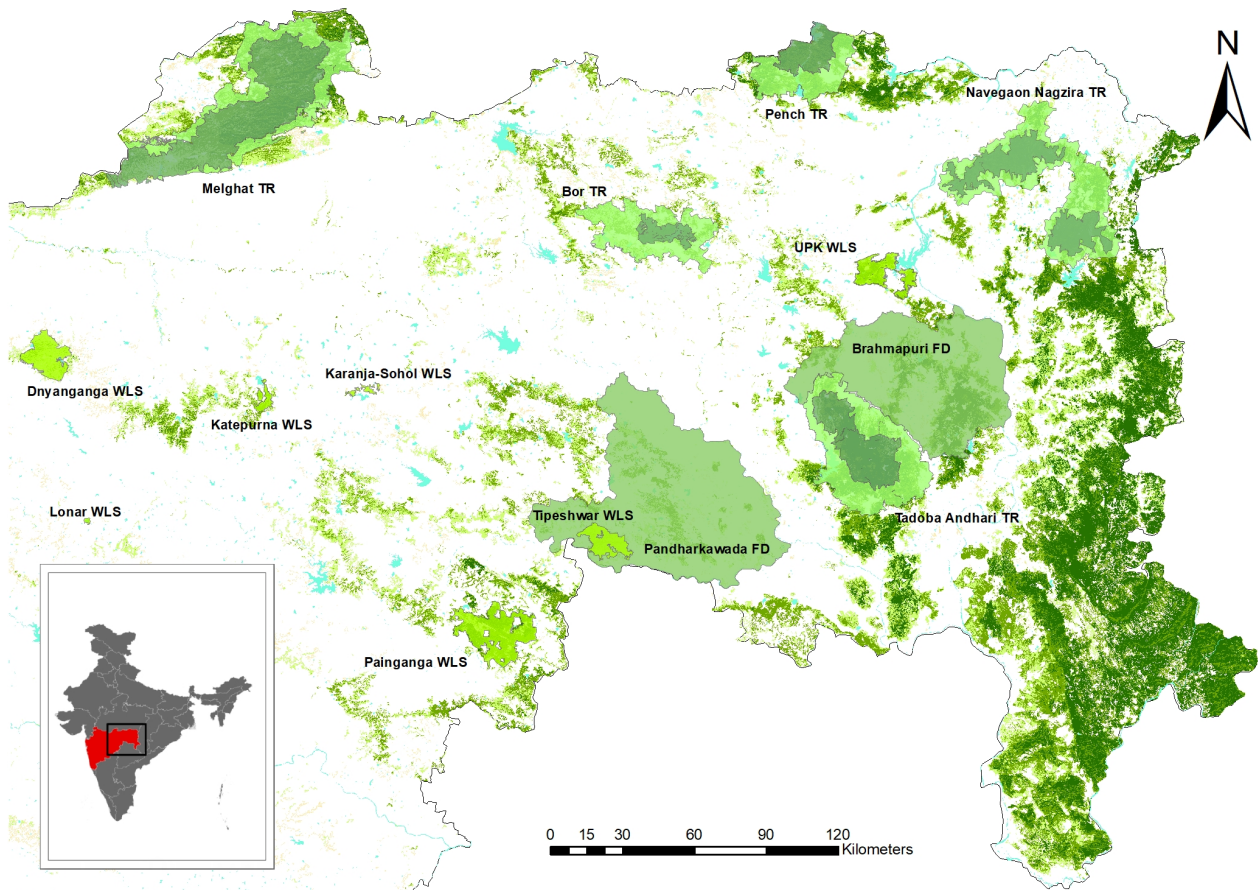 N
Navegaon Nagzira TR
Pench TR
Melghat TR
Bor TR
UPK WLS
Brahmapuri FD
Karanja-Sohol WLS
Dnyanganga WLS
Katepurna WLS
Lonar WLS
Tipeshwar WLS
Tadoba Andhari TR
Pandharkawada FD
Painganga WLS
0 15 30 60 90 120
Kilometers